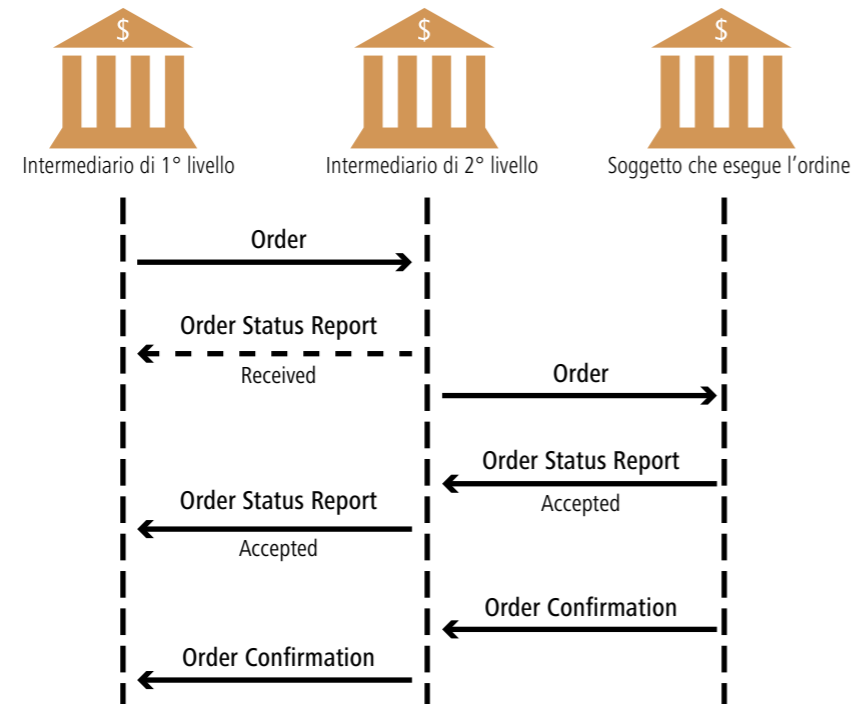 $ $ $
Intermediario di 1° livello Intermediario di 2° livello Soggetto che esegue l'ordine
Order
Order Status Report
Received
Order
Order Status Report
Accepted
Order Status Report
Accepted
Order Confirmation
Order Confirmation